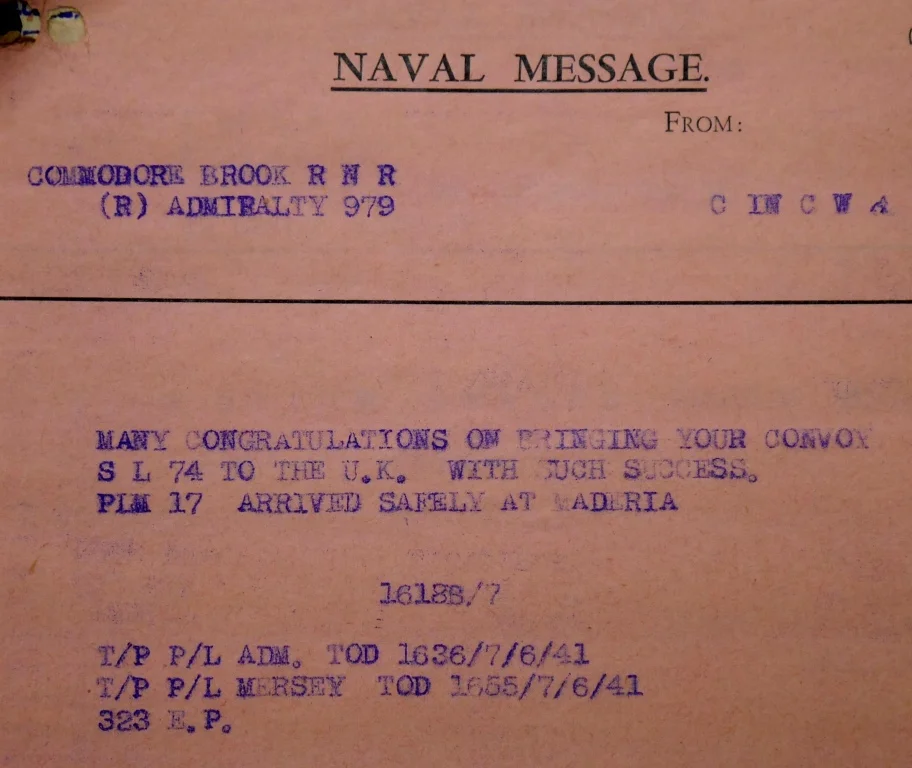 NAVAL MESSAGE.
FROM:
COMMODORE BROOK R N R
(R) ADMIRALTY 979 C IN C W A
MANY CONGRATULATIONS ON BRINGING YOUR CONVOY
S L 74 TO THE U.K. WITH SUCH SUCCESS.
PLM 17 ARRIVED SAFELY AT MADERIA
1618B/7
T/P P/L ADM. TOD 1636/7/6/41
T/P P/L MERSEY TOD 1655/7/6/41
323 E.P.